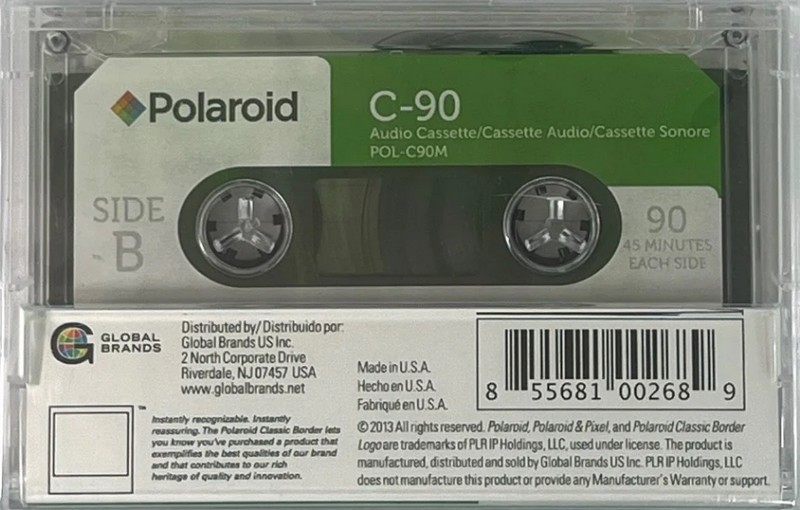 Polaroid
C-90
Audio Cassette/Cassette Audio/Cassette Sonore
POL-C90M
SIDE
B
90
45 MINUTES
EACH SIDE
GLOBAL
BRANDS
Distributed by/ Distribuido por:
Global Brands US Inc.
2 North Corporate Drive
Riverdale, NJ 07457 USA
www.globalbrands.net
Made in U.S.A.
Hecho en U.S.A.
Fabriqué en U.S.A.
8 55681 00268 9
™
Instantly recognizable. Instantly
reassuring. The Polaroid Classic Border lets
you know you've purchased a product that
exemplifies the best qualities of our brand
and that contributes to our rich
heritage of quality and innovation.
© 2013 All rights reserved. Polaroid, Polaroid & Pixel, and Polaroid Classic Border
Logo are trademarks of PLR IP Holdings, LLC, used under license. The product is
manufactured, distributed and sold by Global Brands US Inc. PLR IP Holdings, LLC
does not manufacture this product or provide any Manufacturer's Warranty or support.